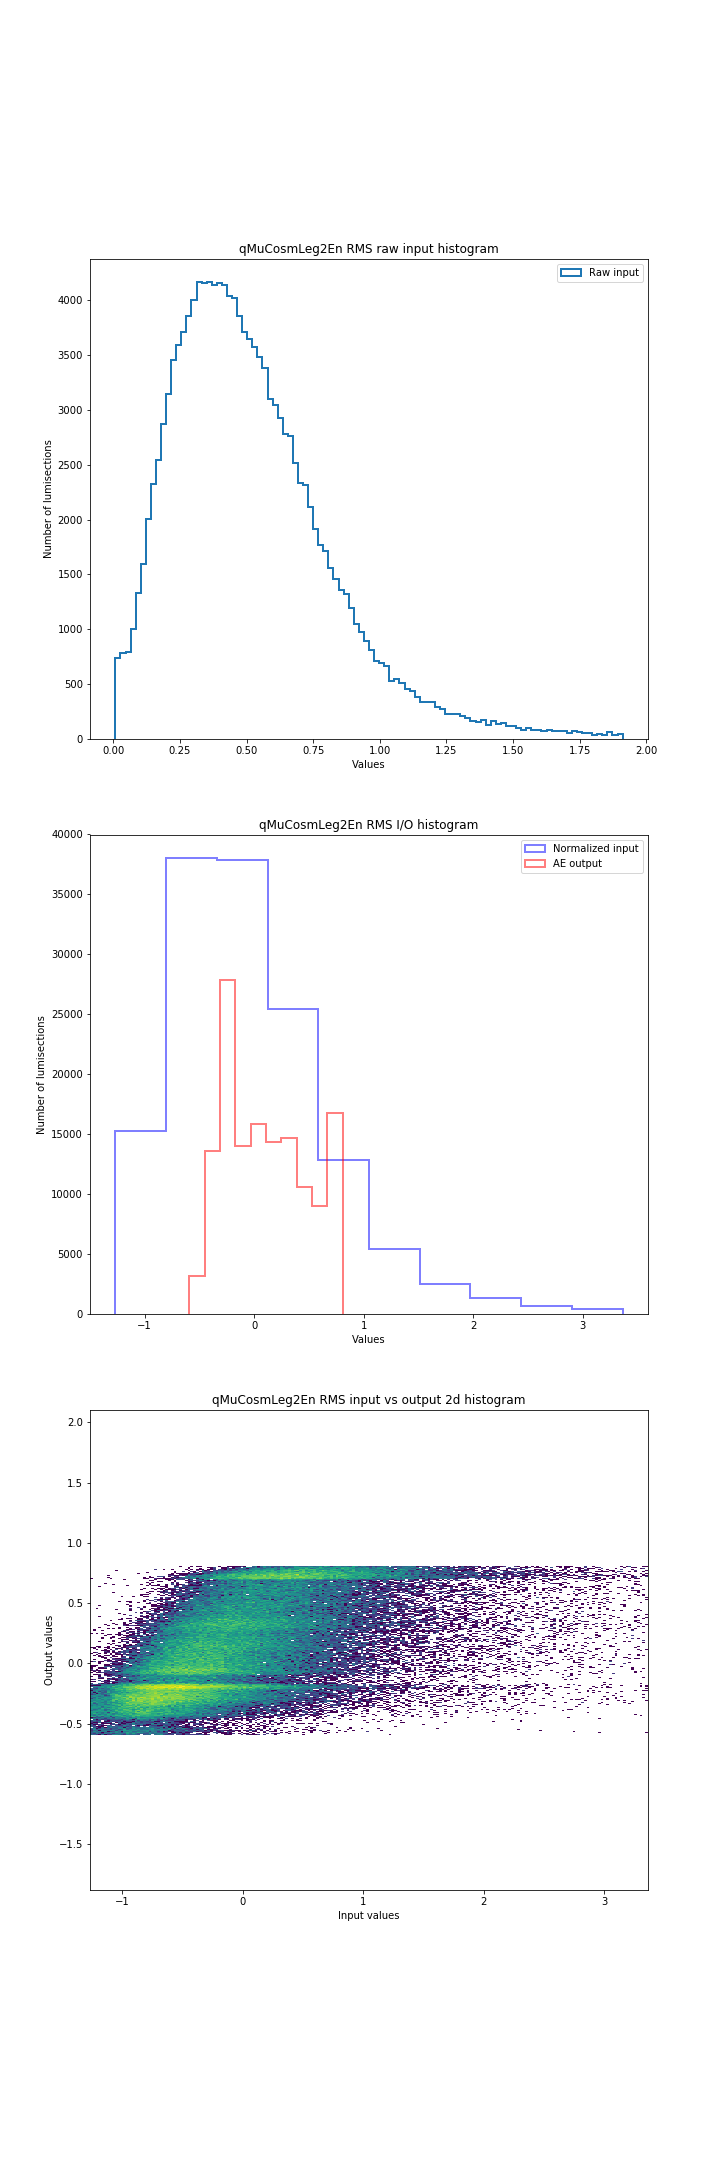 qMuCosmLeg2En RMS raw input histogram
Raw input
Number of lumisections
4000
3500
3000
2500
2000
1500
1000
500
0
0.00 0.25 0.50 0.75 1.00 1.25 1.50 1.75 2.00
Values
qMuCosmLeg2En RMS I/O histogram
Normalized input
AE output
Number of lumisections
40000
35000
30000
25000
20000
15000
10000
5000
0
−1 0 1 2 3
Values
qMuCosmLeg2En RMS input vs output 2d histogram
Output values
2.0
1.5
1.0
0.5
0.0
−0.5
−1.0
−1.5
−1 0 1 2 3
Input values